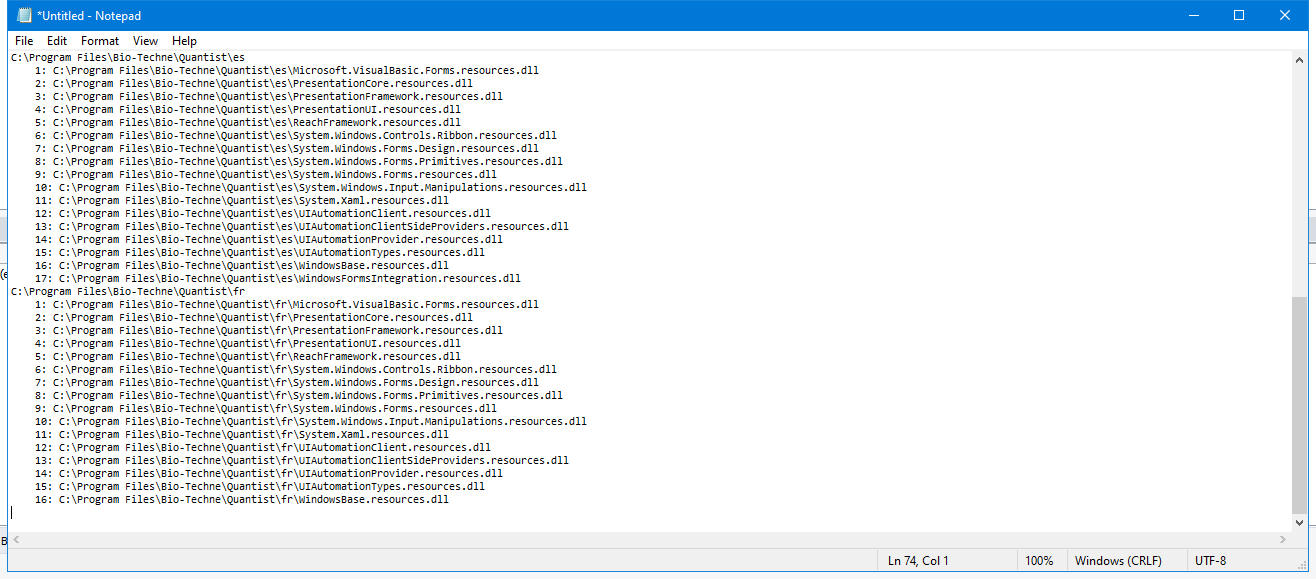 *Untitled - Notepad
File Edit Format View Help
C:\Program Files\Bio-Techne\Quantist\es
1: C:\Program Files\Bio-Techne\Quantist\es\Microsoft.VisualBasic.Forms.resources.dll
2: C:\Program Files\Bio-Techne\Quantist\es\PresentationCore.resources.dll
3: C:\Program Files\Bio-Techne\Quantist\es\PresentationFramework.resources.dll
4: C:\Program Files\Bio-Techne\Quantist\es\PresentationUI.resources.dll
5: C:\Program Files\Bio-Techne\Quantist\es\ReachFramework.resources.dll
6: C:\Program Files\Bio-Techne\Quantist\es\System.Windows.Controls.Ribbon.resources.dll
7: C:\Program Files\Bio-Techne\Quantist\es\System.Windows.Forms.Design.resources.dll
8: C:\Program Files\Bio-Techne\Quantist\es\System.Windows.Forms.Primitives.resources.dll
9: C:\Program Files\Bio-Techne\Quantist\es\System.Windows.Forms.resources.dll
10: C:\Program Files\Bio-Techne\Quantist\es\System.Windows.Input.Manipulations.resources.dll
11: C:\Program Files\Bio-Techne\Quantist\es\System.Xaml.resources.dll
12: C:\Program Files\Bio-Techne\Quantist\es\UIAutomationClient.resources.dll
13: C:\Program Files\Bio-Techne\Quantist\es\UIAutomationClientSideProviders.resources.dll
14: C:\Program Files\Bio-Techne\Quantist\es\UIAutomationProvider.resources.dll
15: C:\Program Files\Bio-Techne\Quantist\es\UIAutomationTypes.resources.dll
16: C:\Program Files\Bio-Techne\Quantist\es\WindowsBase.resources.dll
17: C:\Program Files\Bio-Techne\Quantist\es\WindowsFormsIntegration.resources.dll
C:\Program Files\Bio-Techne\Quantist\fr
1: C:\Program Files\Bio-Techne\Quantist\fr\Microsoft.VisualBasic.Forms.resources.dll
2: C:\Program Files\Bio-Techne\Quantist\fr\PresentationCore.resources.dll
3: C:\Program Files\Bio-Techne\Quantist\fr\PresentationFramework.resources.dll
4: C:\Program Files\Bio-Techne\Quantist\fr\PresentationUI.resources.dll
5: C:\Program Files\Bio-Techne\Quantist\fr\ReachFramework.resources.dll
6: C:\Program Files\Bio-Techne\Quantist\fr\System.Windows.Controls.Ribbon.resources.dll
7: C:\Program Files\Bio-Techne\Quantist\fr\System.Windows.Forms.Design.resources.dll
8: C:\Program Files\Bio-Techne\Quantist\fr\System.Windows.Forms.Primitives.resources.dll
9: C:\Program Files\Bio-Techne\Quantist\fr\System.Windows.Forms.resources.dll
10: C:\Program Files\Bio-Techne\Quantist\fr\System.Windows.Input.Manipulations.resources.dll
11: C:\Program Files\Bio-Techne\Quantist\fr\System.Xaml.resources.dll
12: C:\Program Files\Bio-Techne\Quantist\fr\UIAutomationClient.resources.dll
13: C:\Program Files\Bio-Techne\Quantist\fr\UIAutomationClientSideProviders.resources.dll
14: C:\Program Files\Bio-Techne\Quantist\fr\UIAutomationProvider.resources.dll
15: C:\Program Files\Bio-Techne\Quantist\fr\UIAutomationTypes.resources.dll
16: C:\Program Files\Bio-Techne\Quantist\fr\WindowsBase.resources.dll
Ln 74, Col 1 100% Windows (CRLF) UTF-8